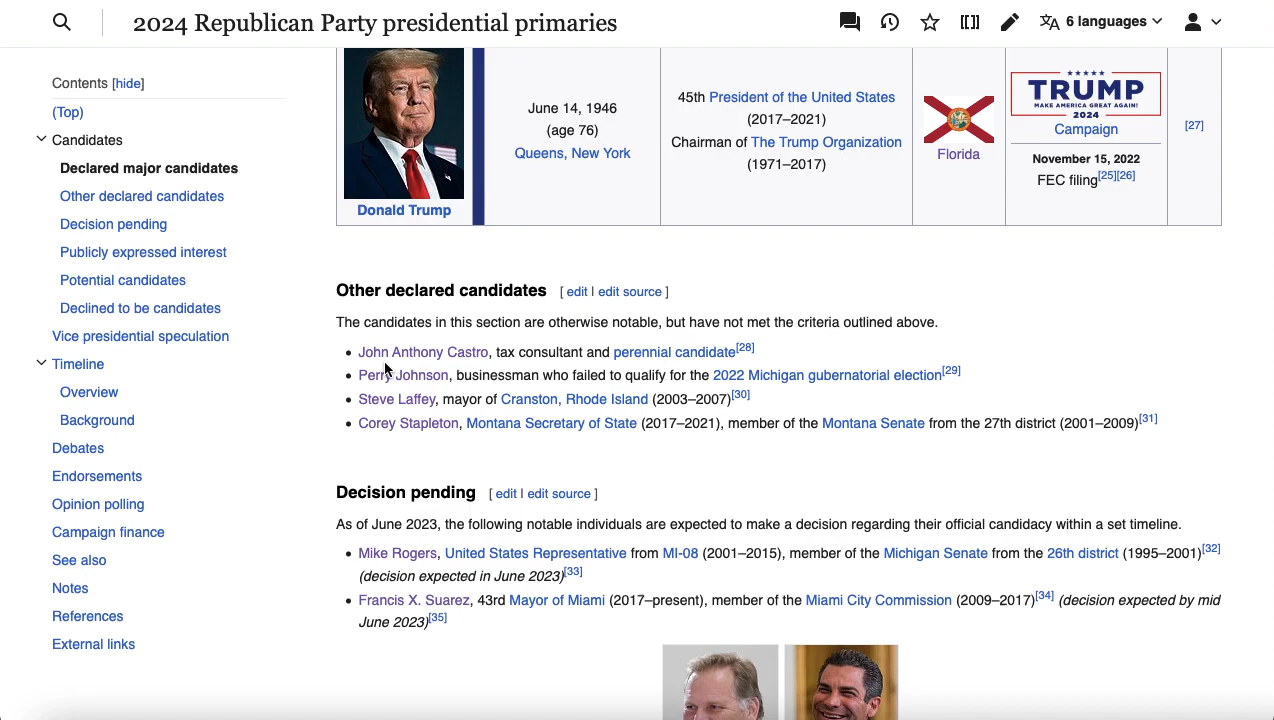 2024 Republican Party presidential primaries
6 languages
Contents [hide]
(Top)
Candidates
Declared major candidates
Other declared candidates
Decision pending
Publicly expressed interest
Potential candidates
Declined to be candidates
Vice presidential speculation
Timeline
Overview
Background
Debates
Endorsements
Opinion polling
Campaign finance
See also
Notes
References
External links
Donald Trump
June 14, 1946
(age 76)
Queens, New York
45th President of the United States
(2017–2021)
Chairman of The Trump Organization
(1971–2017)
Florida
TRUMP
MAKE AMERICA GREAT AGAIN!
2024
Campaign
November 15, 2022
FEC filing[25][26]
[27]
Other declared candidates [ edit | edit source ]
The candidates in this section are otherwise notable, but have not met the criteria outlined above.
• John Anthony Castro, tax consultant and perennial candidate[28]
• Perry Johnson, businessman who failed to qualify for the 2022 Michigan gubernatorial election[29]
• Steve Laffey, mayor of Cranston, Rhode Island (2003–2007)[30]
• Corey Stapleton, Montana Secretary of State (2017–2021), member of the Montana Senate from the 27th district (2001–2009)[31]
Decision pending [ edit | edit source ]
As of June 2023, the following notable individuals are expected to make a decision regarding their official candidacy within a set timeline.
• Mike Rogers, United States Representative from MI-08 (2001–2015), member of the Michigan Senate from the 26th district (1995–2001)[32]
(decision expected in June 2023)[33]
• Francis X. Suarez, 43rd Mayor of Miami (2017–present), member of the Miami City Commission (2009–2017)[34] (decision expected by mid
June 2023)[35]